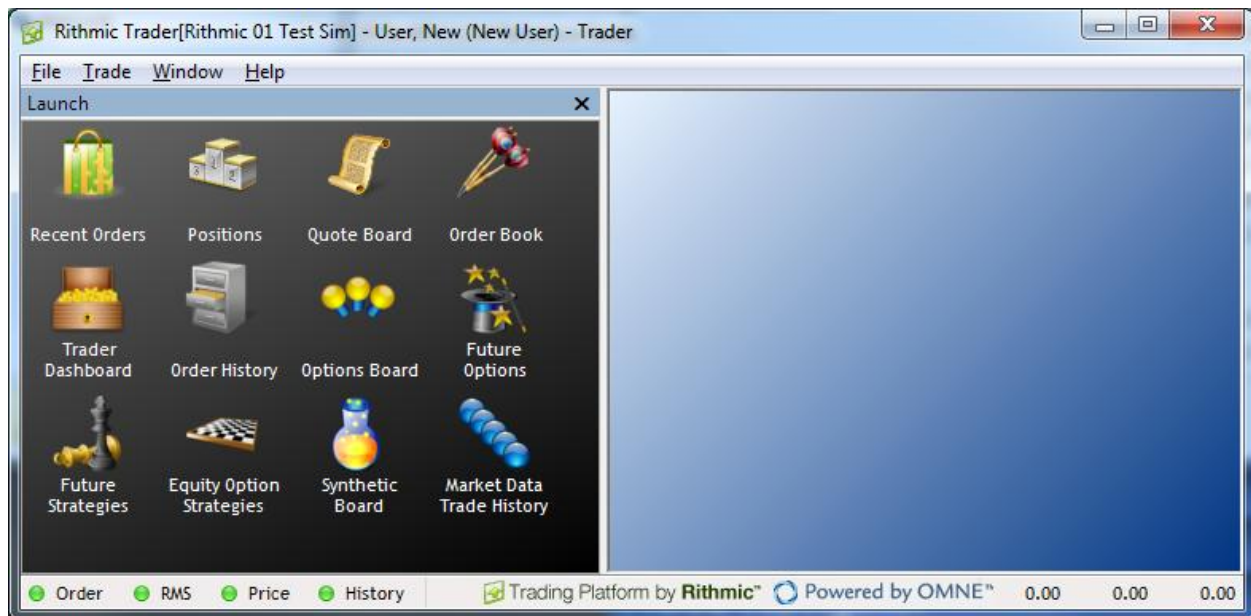 Rithmic Trader[Rithmic 01 Test Sim] - User, New (New User) - Trader
File Trade Window Help
Launch
Recent Orders Positions Quote Board Order Book
Trader Dashboard
Order History
Options Board
Future Options
Future Strategies
Equity Option Strategies
Synthetic Board
Market Data Trade History
Order RMS Price History Trading Platform by Rithmic™ Powered by OMNE™ 0.00 0.00 0.00